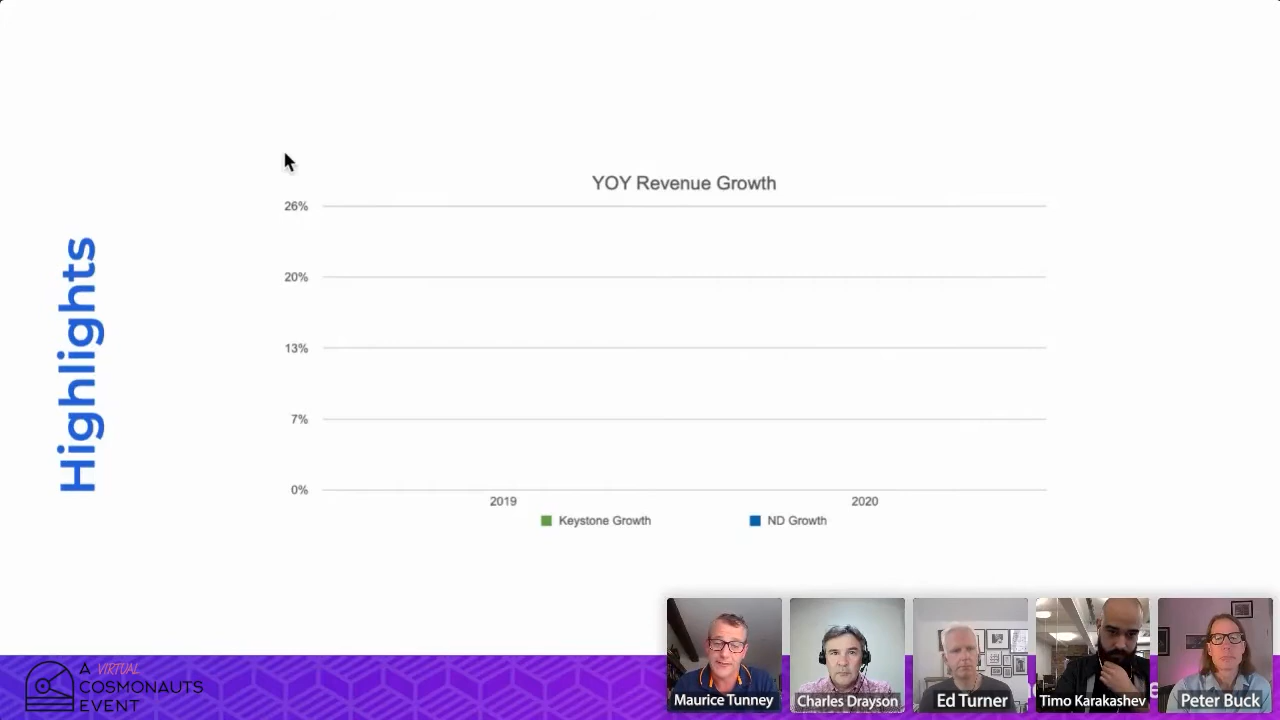 Highlights
YOY Revenue Growth
26%
20%
13%
7%
0%
2019
2020
Keystone Growth
ND Growth
A VIRTUAL
COSMONAUTS
EVENT
Maurice Tunney
Charles Drayson
Ed Turner
Timo Karakashev
Peter Buck